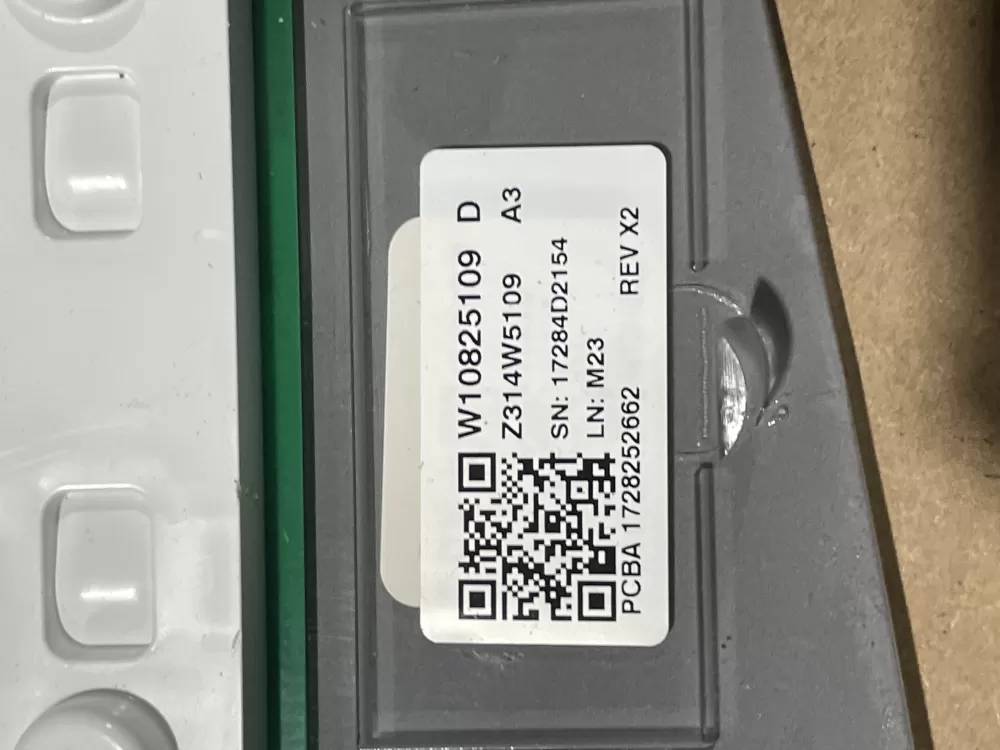 W10825109 D
Z314W5109 A3
SN: 17284D2154
LN: M23
PCBA 1728252662 REV X2